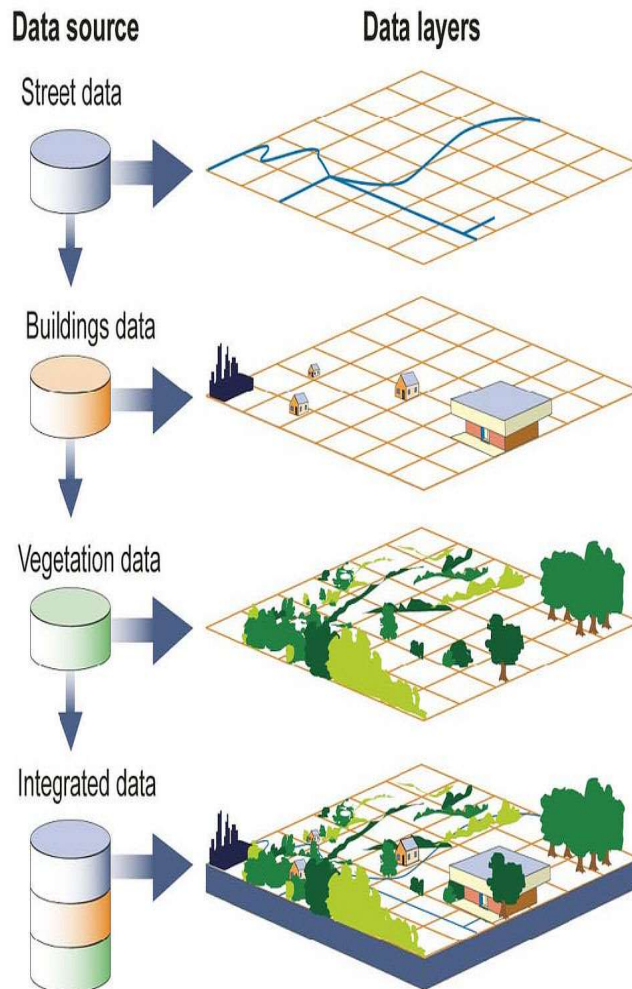 Data source
Data layers
Street data
Buildings data
Vegetation data
Integrated data